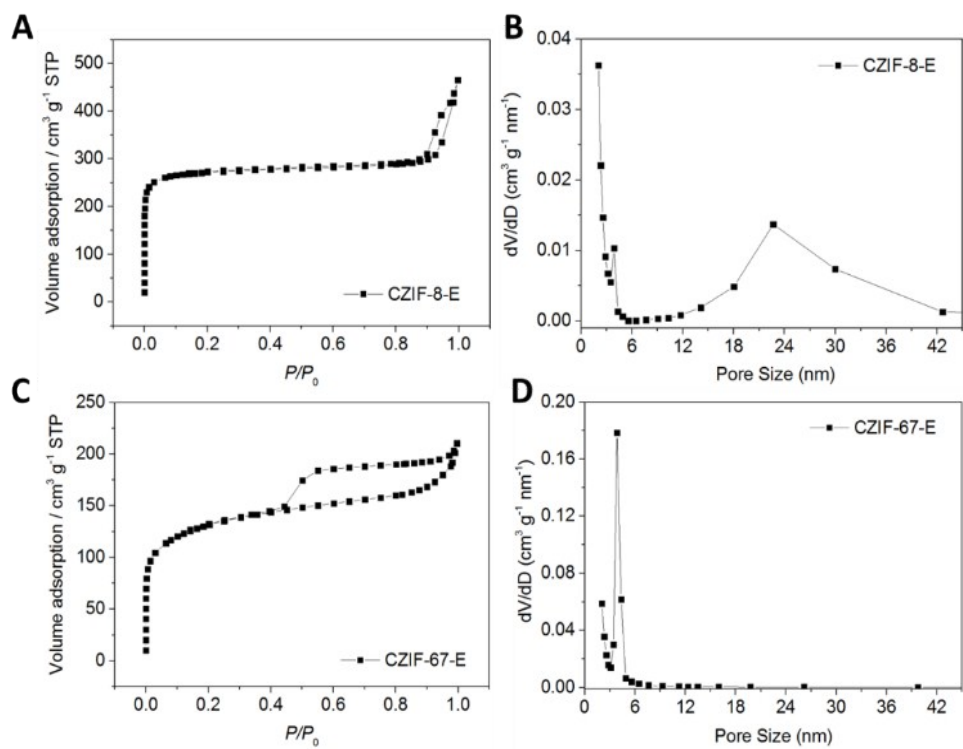 A
Volume adsorption / cm³ g⁻¹ STP
500
400
300
200
100
0
CZIF-8-E
0.0 0.2 0.4 0.6 0.8 1.0
P/P₀
B
dV/dD (cm³ g⁻¹ nm⁻¹)
0.04
0.03
0.02
0.01
0.00
CZIF-8-E
0 6 12 18 24 30 36 42
Pore Size (nm)
C
Volume adsorption / cm³ g⁻¹ STP
250
200
150
100
50
0
CZIF-67-E
0.0 0.2 0.4 0.6 0.8 1.0
P/P₀
D
dV/dD (cm³ g⁻¹ nm⁻¹)
0.20
0.16
0.12
0.08
0.04
0.00
CZIF-67-E
0 6 12 18 24 30 36 42
Pore Size (nm)